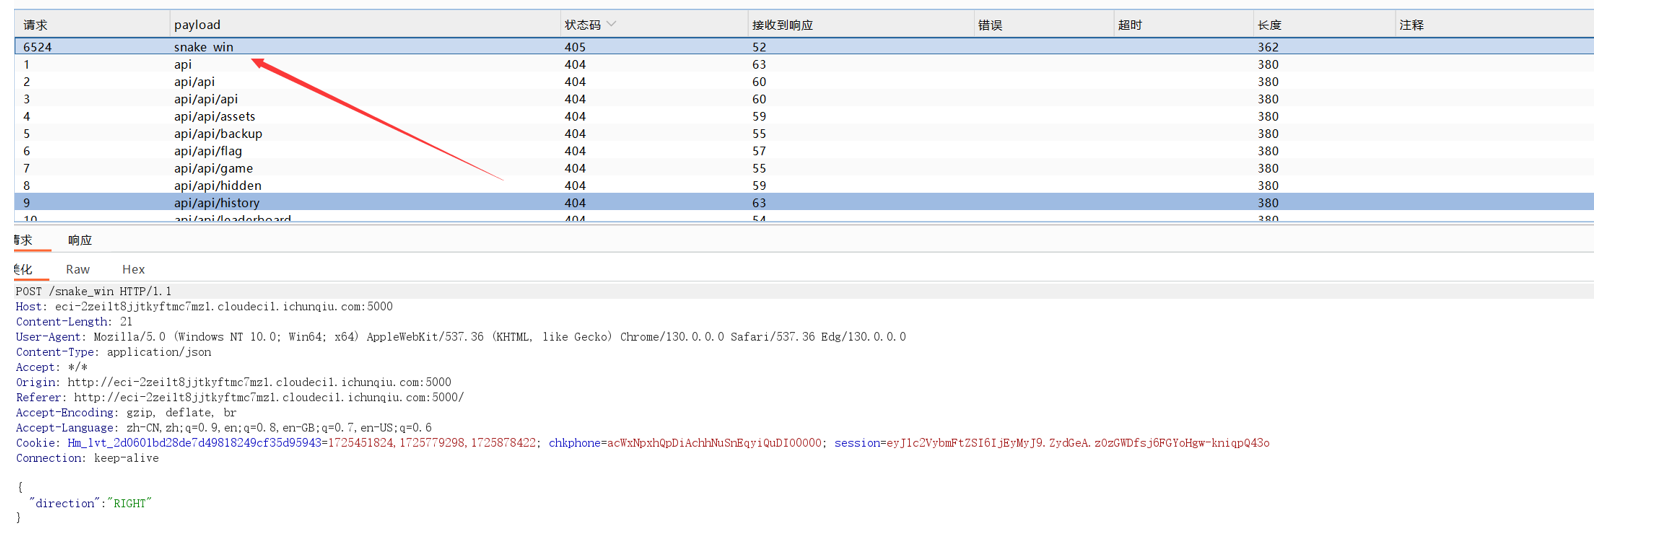 请求 payload 状态码 接收到响应 错误 超时 长度 注释
6524 snake_win 405 52 362
1 api 404 63 380
2 api/api 404 60 380
3 api/api/api 404 60 380
4 api/api/assets 404 59 380
5 api/api/backup 404 55 380
6 api/api/flag 404 57 380
7 api/api/game 404 55 380
8 api/api/hidden 404 59 380
9 api/api/history 404 63 380
10 api/api/leaderboard 404 54 380
请求 响应
美化 Raw Hex
POST /snake_win HTTP/1.1
Host: eci-2zeilt8jjtkyftmc7mzl.cloudeci1.ichunqiu.com:5000
Content-Length: 21
User-Agent: Mozilla/5.0 (Windows NT 10.0; Win64; x64) AppleWebKit/537.36 (KHTML, like Gecko) Chrome/130.0.0.0 Safari/537.36 Edg/130.0.0.0
Content-Type: application/json
Accept: */*
Origin: http://eci-2zeilt8jjtkyftmc7mzl.cloudeci1.ichunqiu.com:5000
Referer: http://eci-2zeilt8jjtkyftmc7mzl.cloudeci1.ichunqiu.com:5000/
Accept-Encoding: gzip, deflate, br
Accept-Language: zh-CN,zh;q=0.9,en;q=0.8,en-GB;q=0.7,en-US;q=0.6
Cookie: Hm_lvt_2d0601bd28de7d49818249cf35d95943=1725451824,1725779298,1725878422; chkphone=acWxNpxhQpDiAchhNuSnEqyiQuDIO0000; session=eyJ1c2VybmFtZSI6IjEyMyJ9.ZydGeA.z0zGWDfsj6FGYoHgw-kniqpQ43o
Connection: keep-alive
{
"direction":"RIGHT"
}